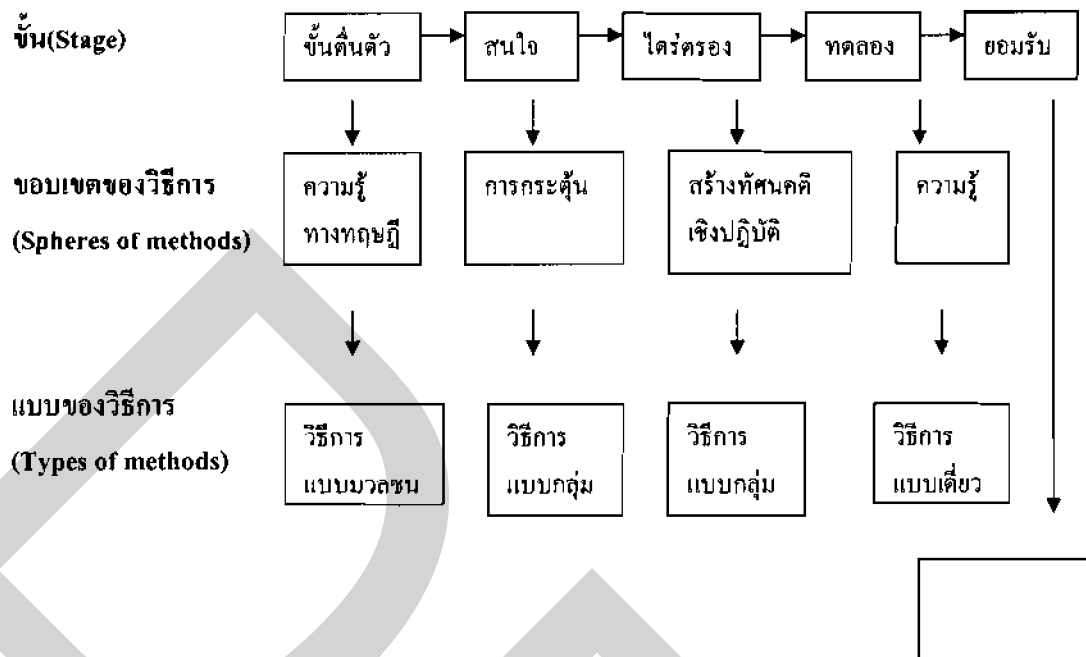 ขั้น(Stage)
ขั้นตื่นตัว
สนใจ
ไตร่ตรอง
ทดลอง
ยอมรับ
ขอบเขตของวิธีการ
(Spheres of methods)
ความรู้
ทางทฤษฎี
การกระตุ้น
สร้างทัศนคติ
เชิงปฎิบัติ
ความรู้
แบบของวิธีการ
(Types of methods)
วิธีการ
แบบมวลชน
วิธีการ
แบบกลุ่ม
วิธีการ
แบบกลุ่ม
วิธีการ
แบบเดี่ยว